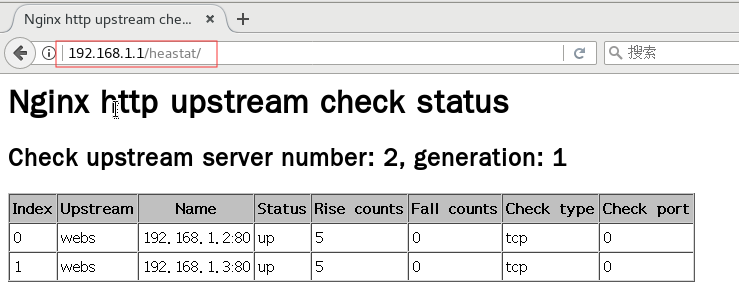 Nginx http upstream che...
192.168.1.1/heastat/
搜索
Nginx http upstream check status
Check upstream server number: 2, generation: 1
Index Upstream Name Status Rise counts Fall counts Check type Check port
0 webs 192.168.1.2:80 up 5 0 tcp 0
1 webs 192.168.1.3:80 up 5 0 tcp 0